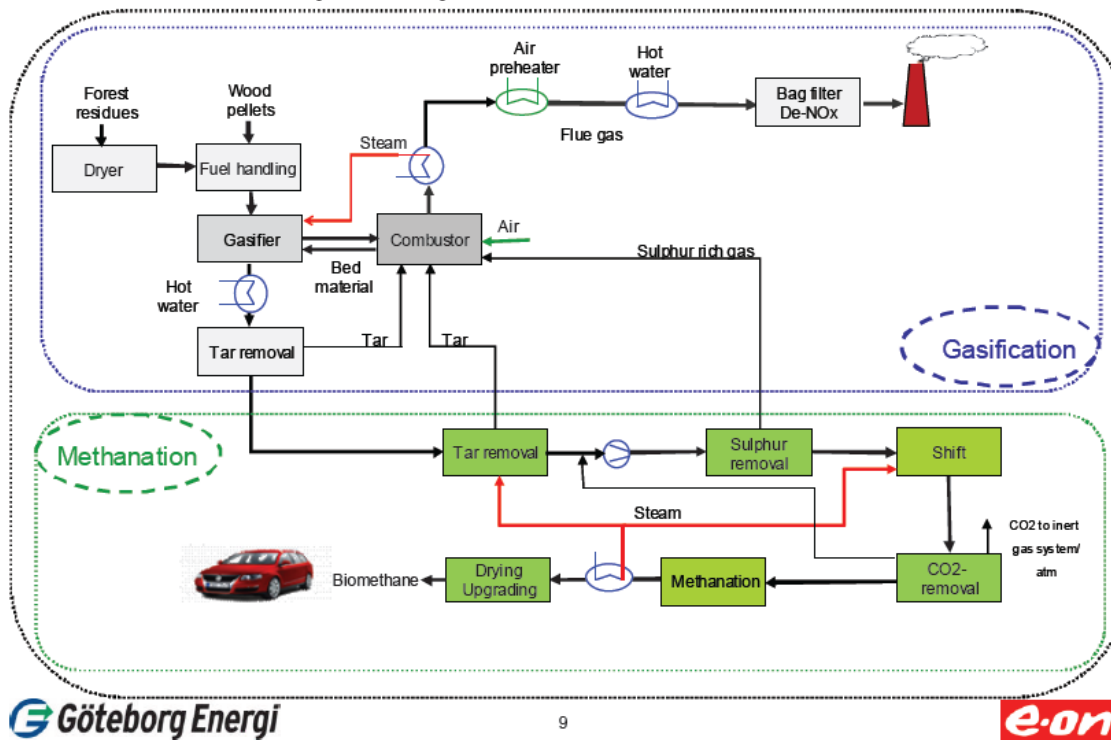 Air
preheater
Hot
water
Forest
residues
Wood
pellets
Bag filter
De-NOx
Flue gas
Steam
Dryer
Fuel handling
Gasifier
Combustor
Air
Bed
material
Sulphur rich gas
Hot
water
Tar removal
Tar
Tar
Gasification
Methanation
Tar removal
Sulphur
removal
Shift
Steam
CO2 to inert
gas system/
atm
Biomethane
Drying
Upgrading
Methanation
CO2-
removal
Göteborg Energi
9
e·on